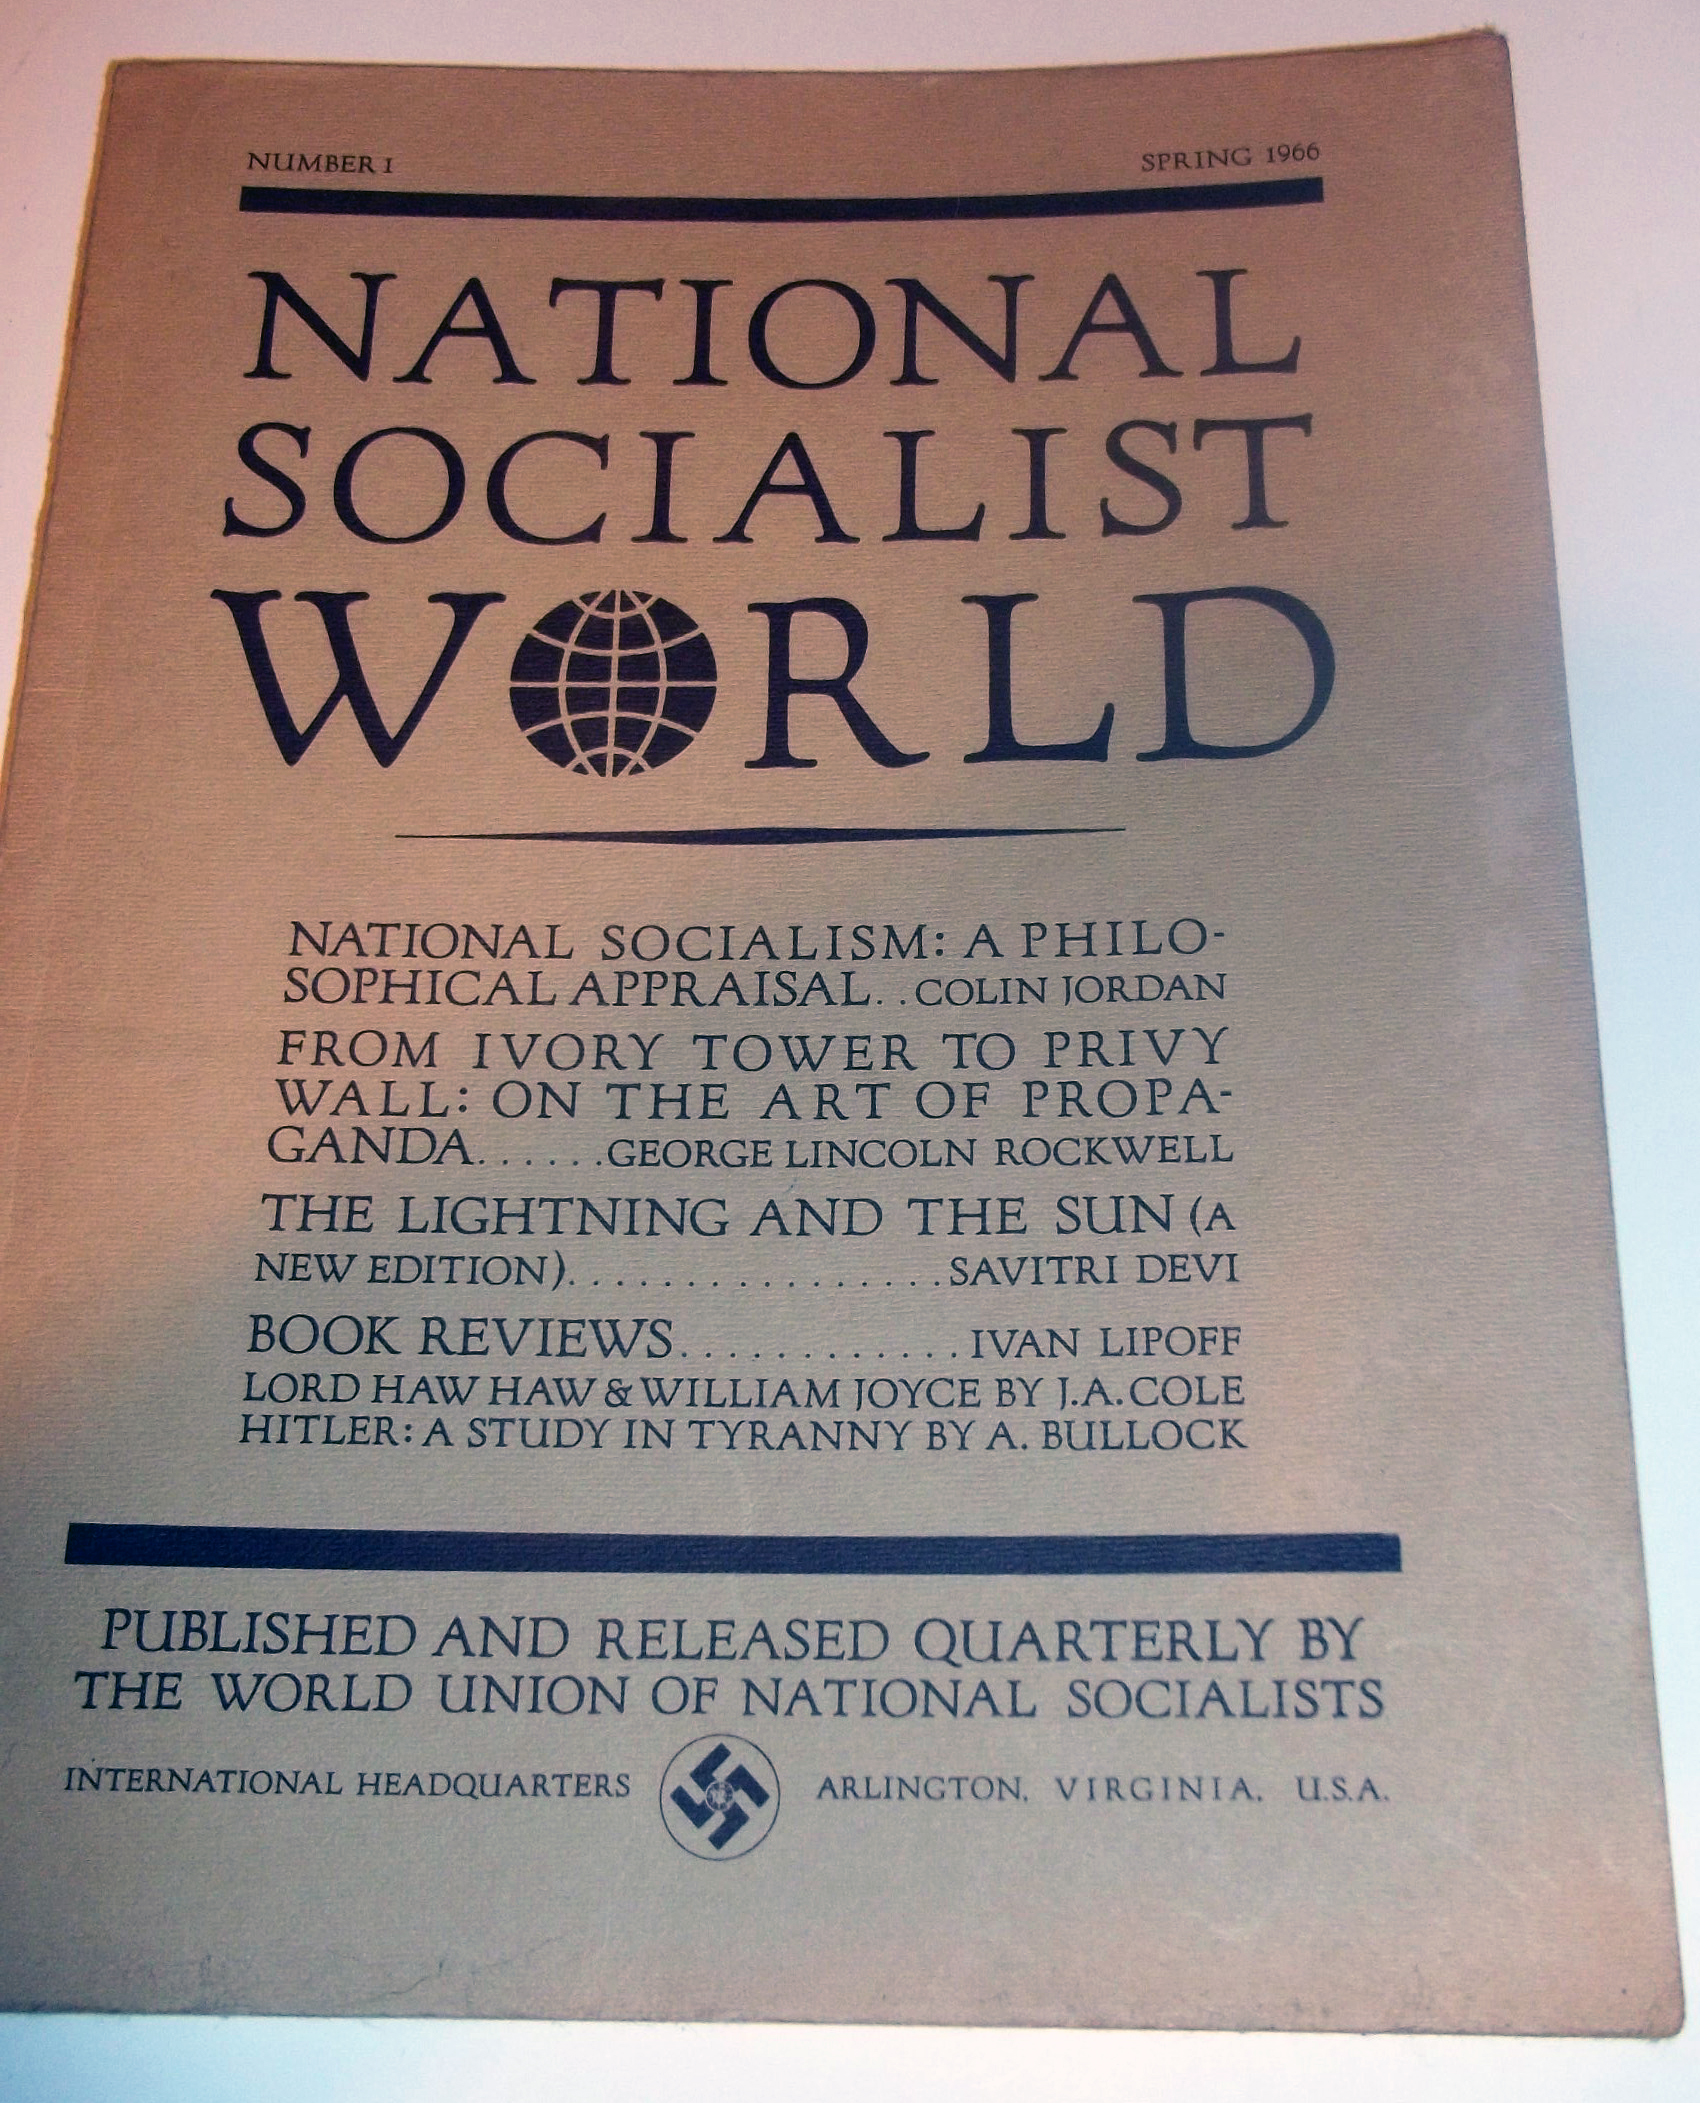 NUMBER 1 SPRING 1966
NATIONAL
SOCIALIST
WORLD
NATIONAL SOCIALISM: A PHILO-
SOPHICAL APPRAISAL. . COLIN JORDAN
FROM IVORY TOWER TO PRIVY
WALL: ON THE ART OF PROPA-
GANDA. . . . . . GEORGE LINCOLN ROCKWELL
THE LIGHTNING AND THE SUN (A
NEW EDITION). . . . . . . . . . . . . . . . SAVITRI DEVI
BOOK REVIEWS. . . . . . . . . . . . IVAN LIPOFF
LORD HAW HAW & WILLIAM JOYCE BY J.A. COLE
HITLER: A STUDY IN TYRANNY BY A. BULLOCK
PUBLISHED AND RELEASED QUARTERLY BY
THE WORLD UNION OF NATIONAL SOCIALISTS
INTERNATIONAL HEADQUARTERS ARLINGTON, VIRGINIA, U.S.A.